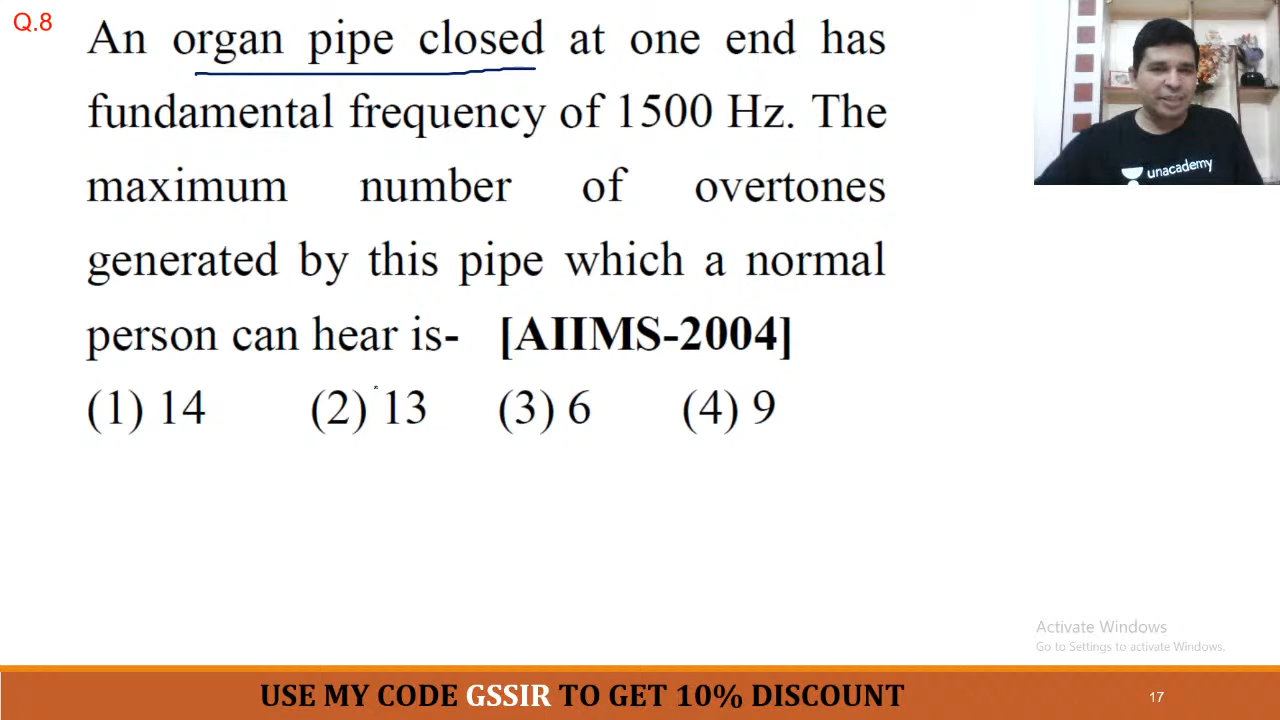 Q.8
An organ pipe closed at one end has
fundamental frequency of 1500 Hz. The
maximum number of overtones
generated by this pipe which a normal
person can hear is- [AIIMS-2004]
(1) 14 (2) 13 (3) 6 (4) 9
unacademy
Activate Windows
Go to Settings to activate Windows.
USE MY CODE GSSIR TO GET 10% DISCOUNT
17